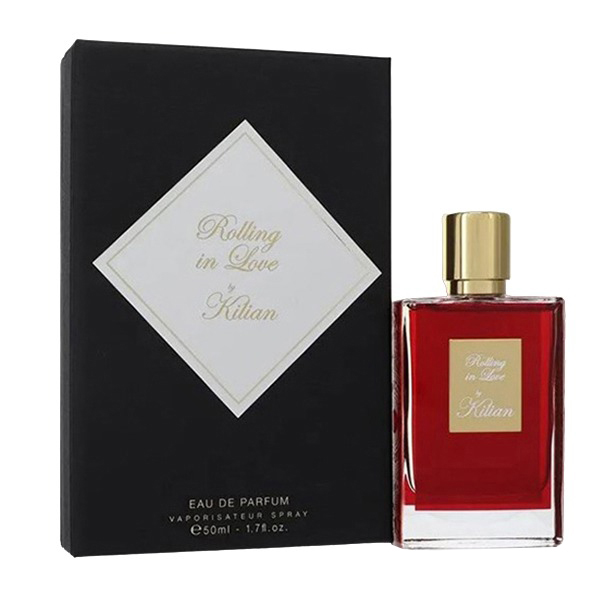 Rolling
in Love
by
Kilian
EAU DE PARFUM
VAPORISATEUR SPRAY
℮50ml - 1.7fl.oz.
Rolling
in Love
by
Kilian